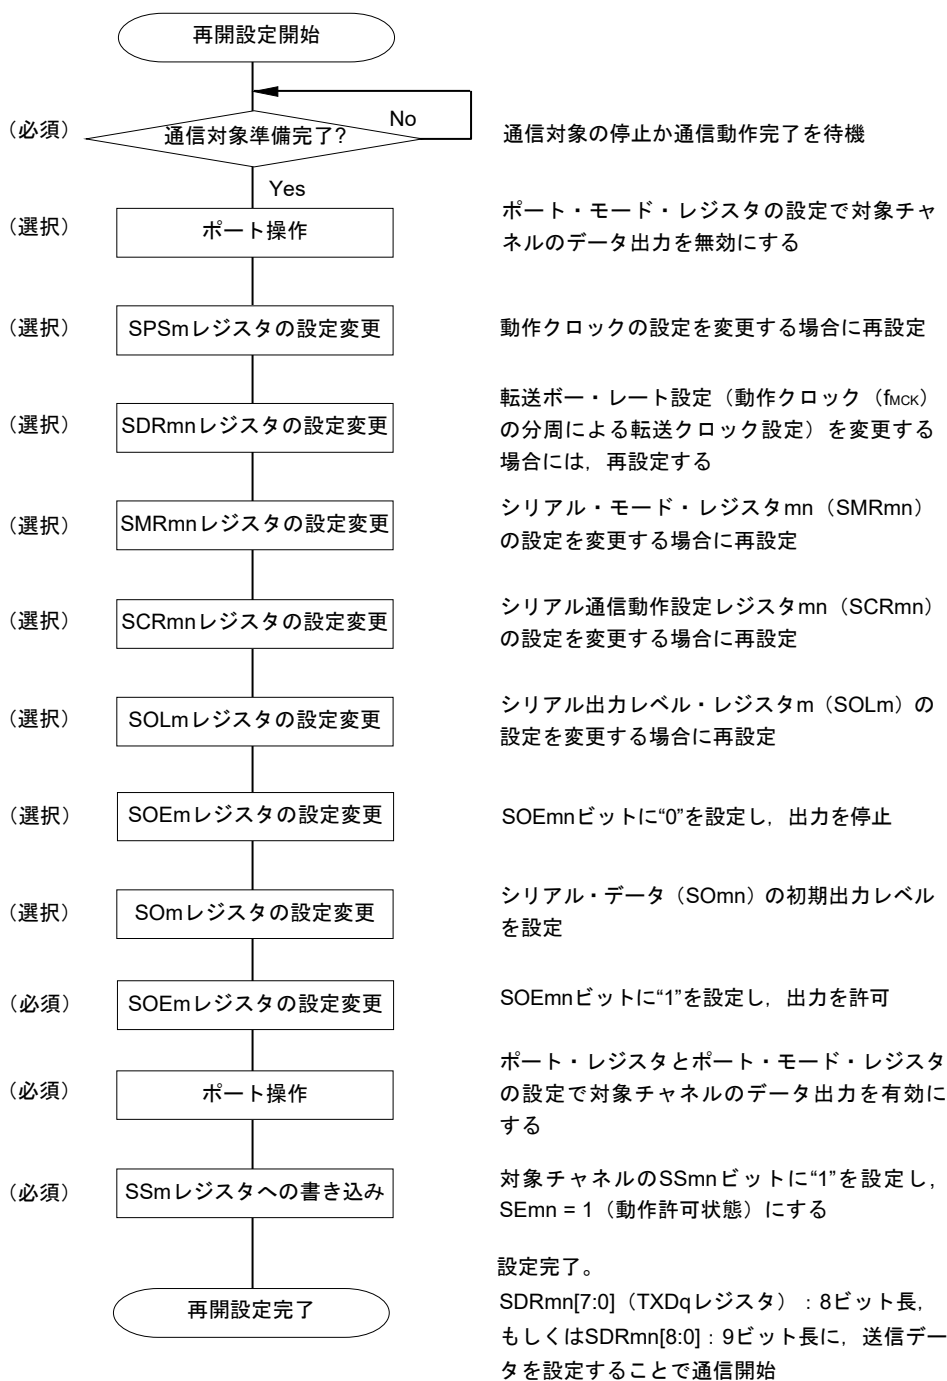 再開設定開始
No
（必須）
通信対象準備完了?
通信対象の停止か通信動作完了を待機
Yes
（選択）
ポート操作
ポート・モード・レジスタの設定で対象チャ
ネルのデータ出力を無効にする
（選択）
SPSmレジスタの設定変更
動作クロックの設定を変更する場合に再設定
（選択）
SDRmnレジスタの設定変更
転送ボー・レート設定（動作クロック（fMCK）
の分周による転送クロック設定）を変更する
場合には，再設定する
（選択）
SMRmnレジスタの設定変更
シリアル・モード・レジスタmn（SMRmn）
の設定を変更する場合に再設定
（選択）
SCRmnレジスタの設定変更
シリアル通信動作設定レジスタmn（SCRmn）
の設定を変更する場合に再設定
（選択）
SOLmレジスタの設定変更
シリアル出力レベル・レジスタm（SOLm）の
設定を変更する場合に再設定
（選択）
SOEmレジスタの設定変更
SOEmnビットに“0”を設定し，出力を停止
（選択）
SOmレジスタの設定変更
シリアル・データ（SOmn）の初期出力レベル
を設定
（必須）
SOEmレジスタの設定変更
SOEmnビットに“1”を設定し，出力を許可
（必須）
ポート操作
ポート・レジスタとポート・モード・レジスタ
の設定で対象チャネルのデータ出力を有効に
する
（必須）
SSmレジスタへの書き込み
対象チャネルのSSmnビットに“1”を設定し，
SEmn = 1（動作許可状態）にする
再開設定完了
設定完了。
SDRmn[7:0]（TXDqレジスタ）：8ビット長，
もしくはSDRmn[8:0]：9ビット長に，送信デー
タを設定することで通信開始